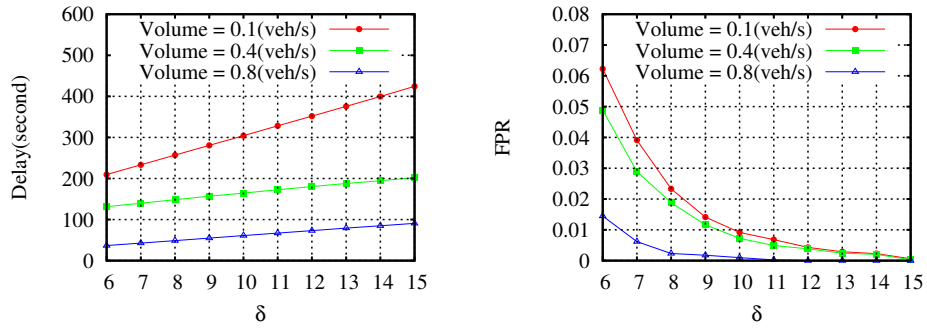 600
500
400
300
200
100
0
Delay(second)
Volume = 0.1(veh/s)
Volume = 0.4(veh/s)
Volume = 0.8(veh/s)
6 7 8 9 10 11 12 13 14 15
δ
0.08
0.07
0.06
0.05
0.04
0.03
0.02
0.01
0
FPR
Volume = 0.1(veh/s)
Volume = 0.4(veh/s)
Volume = 0.8(veh/s)
6 7 8 9 10 11 12 13 14 15
δ